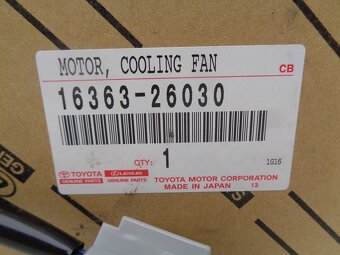 MOTOR, COOLING FAN
CB
16363-26030
QTY: 1
1G16
TOYOTA LEXUS
GENUINE PARTS GENUINE PARTS
TOYOTA MOTOR CORPORATION
MADE IN JAPAN 13